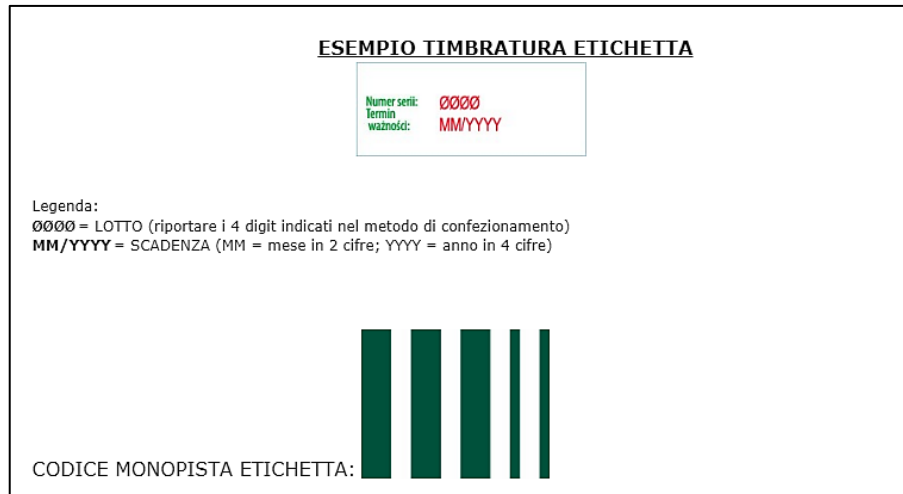 ESEMPIO TIMBRATURA ETICHETTA
Numer serii: ØØØØ
Termin
ważności: MM/YYYY
Legenda:
ØØØØ = LOTTO (riportare i 4 digit indicati nel metodo di confezionamento)
MM/YYYY = SCADENZA (MM = mese in 2 cifre; YYYY = anno in 4 cifre)
CODICE MONOPISTA ETICHETTA: